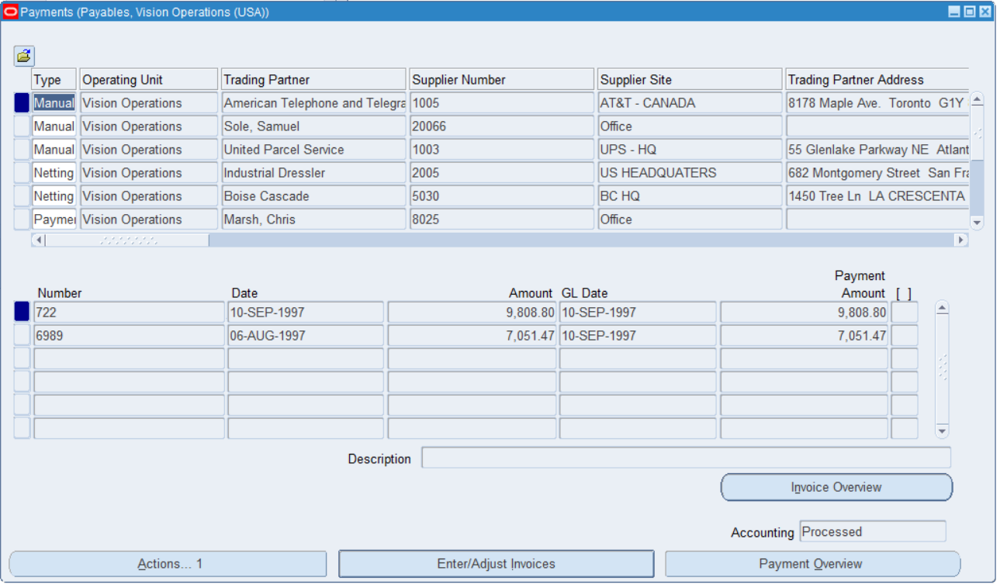 Payments (Payables, Vision Operations (USA))
Type Operating Unit Trading Partner Supplier Number Supplier Site Trading Partner Address
Manual Vision Operations American Telephone and Telegra 1005 AT&T - CANADA 8178 Maple Ave. Toronto G1Y
Manual Vision Operations Sole, Samuel 20066 Office
Manual Vision Operations United Parcel Service 1003 UPS - HQ 55 Glenlake Parkway NE Atlant
Netting Vision Operations Industrial Dressler 2005 US HEADQUATERS 682 Montgomery Street San Fra
Netting Vision Operations Boise Cascade 5030 BC HQ 1450 Tree Ln LA CRESCENTA
Paymer Vision Operations Marsh, Chris 8025 Office
Payment
Number Date Amount GL Date Amount [ ]
722 10-SEP-1997 9,808.80 10-SEP-1997 9,808.80
6989 06-AUG-1997 7,051.47 10-SEP-1997 7,051.47
Description
Invoice Overview
Accounting Processed
Actions... 1 Enter/Adjust Invoices Payment Overview